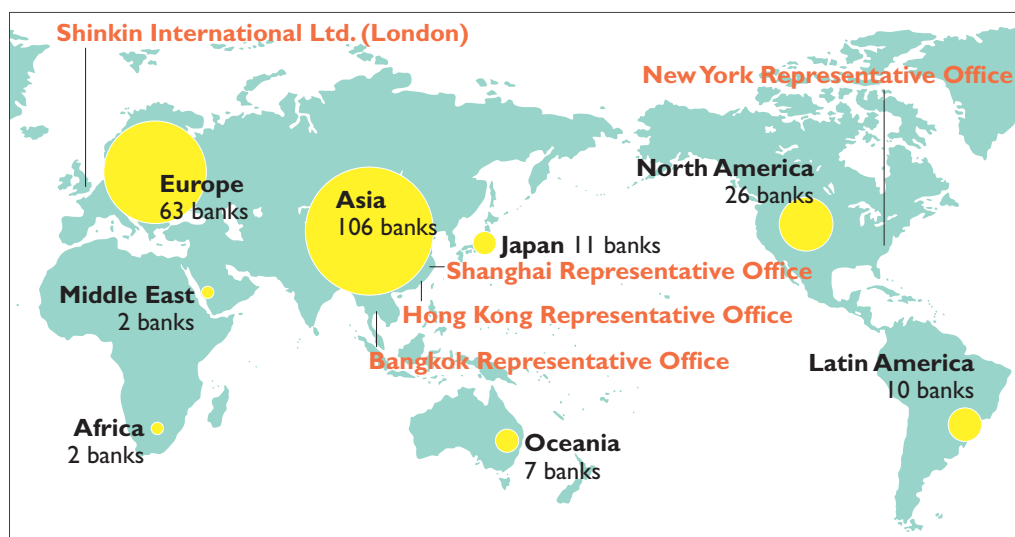 Shinkin International Ltd. (London)
New York Representative Office
North America
26 banks
Europe
63 banks
Asia
106 banks
Japan 11 banks
Shanghai Representative Office
Middle East
2 banks
Hong Kong Representative Office
Bangkok Representative Office
Latin America
10 banks
Africa
2 banks
Oceania
7 banks